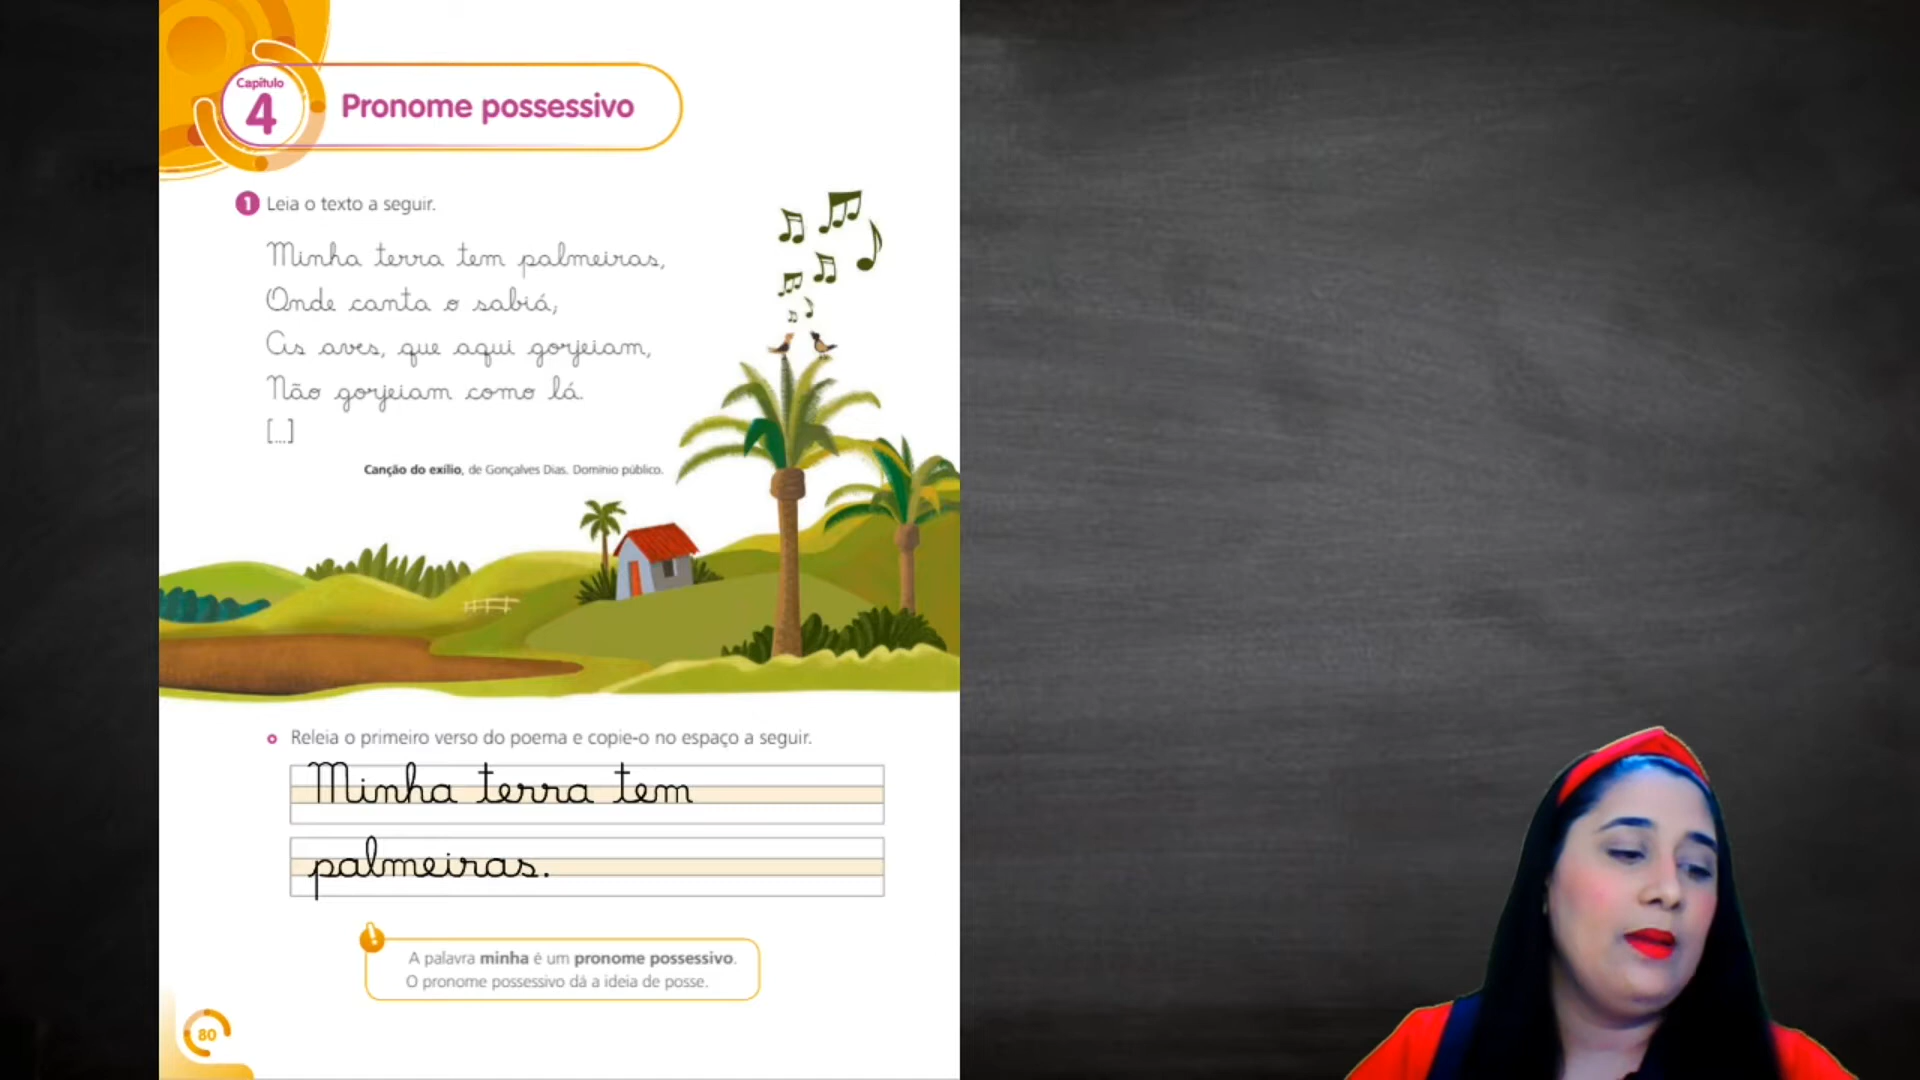 Capítulo
4
Pronome possessivo
1 Leia o texto a seguir.
Minha terra tem palmeiras,
Onde canta o sabiá;
As aves, que aqui gorjeiam,
Não gorjeiam como lá.
[...]
Canção do exílio, de Gonçalves Dias. Domínio público.
Releia o primeiro verso do poema e copie-o no espaço a seguir.
Minha terra tem
palmeiras.
A palavra minha é um pronome possessivo.
O pronome possessivo dá a ideia de posse.
80